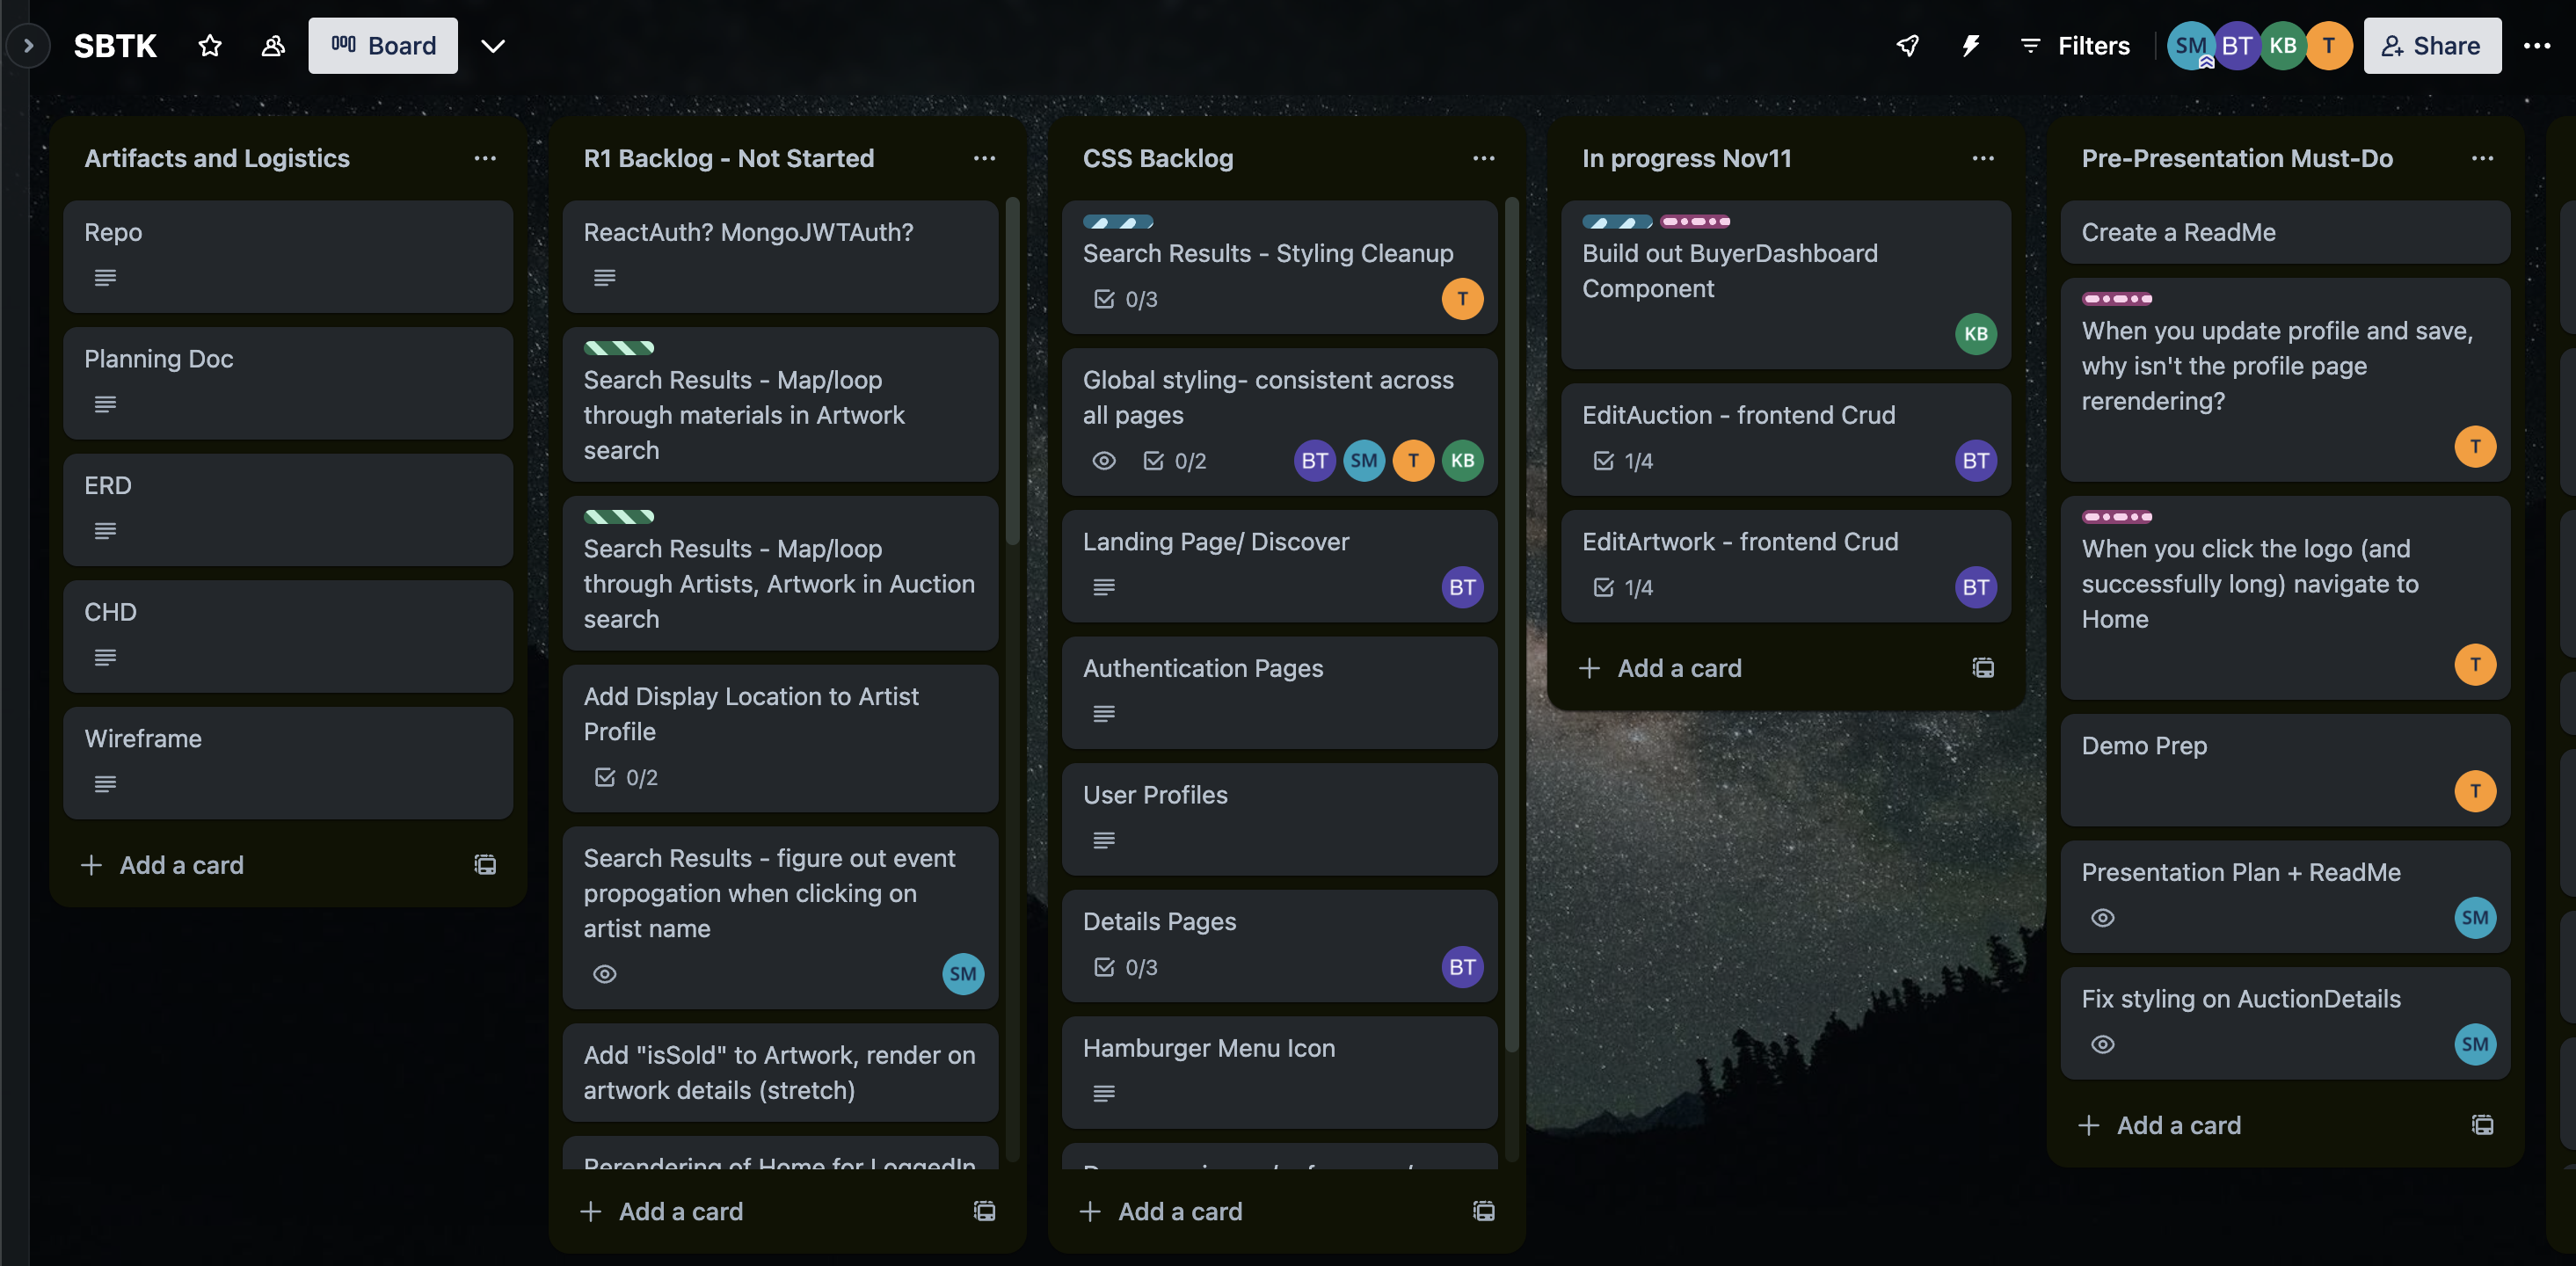 SBTK
Board
Filters
SM
BT
KB
T
Share
Artifacts and Logistics
Repo
Planning Doc
ERD
CHD
Wireframe
Add a card
R1 Backlog - Not Started
ReactAuth? MongoJWTAuth?
Search Results - Map/loop
through materials in Artwork
search
Search Results - Map/loop
through Artists, Artwork in Auction
search
Add Display Location to Artist
Profile
0/2
Search Results - figure out event
propogation when clicking on
artist name
SM
Add "isSold" to Artwork, render on
artwork details (stretch)
Rerendering of Home for LoggedIn
Add a card
CSS Backlog
Search Results - Styling Cleanup
0/3
T
Global styling- consistent across
all pages
0/2
BT
SM
T
KB
Landing Page/ Discover
BT
Authentication Pages
User Profiles
Details Pages
0/3
BT
Hamburger Menu Icon
Add a card
In progress Nov11
Build out BuyerDashboard
Component
KB
EditAuction - frontend Crud
1/4
BT
EditArtwork - frontend Crud
1/4
BT
Add a card
Pre-Presentation Must-Do
Create a ReadMe
When you update profile and save,
why isn't the profile page
rerendering?
T
When you click the logo (and
successfully long) navigate to
Home
T
Demo Prep
T
Presentation Plan + ReadMe
SM
Fix styling on AuctionDetails
SM
Add a card